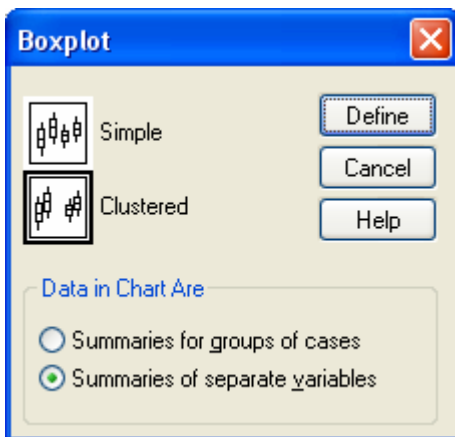 Boxplot
Simple
Clustered
Define
Cancel
Help
Data in Chart Are
Summaries for groups of cases
Summaries of separate variables